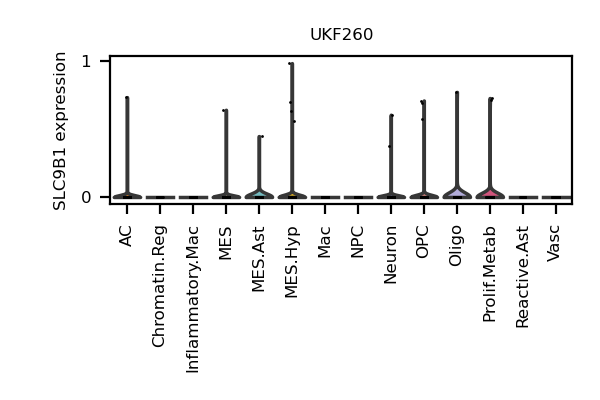 UKF260
SLC9B1 expression
1
0
AC
Chromatin.Reg
Inflammatory.Mac
MES
MES.Ast
MES.Hyp
Mac
NPC
Neuron
OPC
Oligo
Prolif.Metab
Reactive.Ast
Vasc